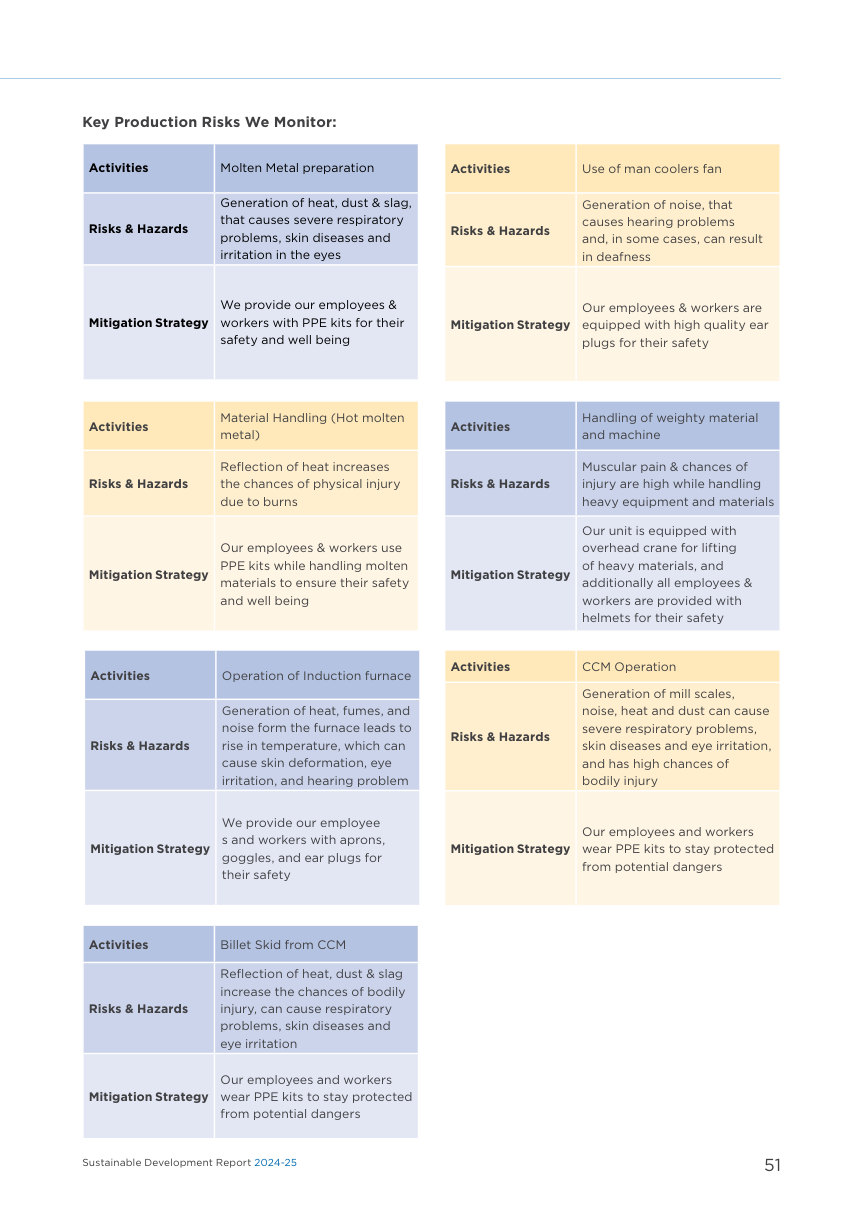 Key Production Risks We Monitor:
Activities
Molten Metal preparation
Risks & Hazards
Generation of heat, dust & slag,
that causes severe respiratory
problems, skin diseases and
irritation in the eyes
Mitigation Strategy
We provide our employees &
workers with PPE kits for their
safety and well being
Activities
Use of man coolers fan
Risks & Hazards
Generation of noise, that
causes hearing problems
and, in some cases, can result
in deafness
Mitigation Strategy
Our employees & workers are
equipped with high quality ear
plugs for their safety
Activities
Material Handling (Hot molten
metal)
Risks & Hazards
Reflection of heat increases
the chances of physical injury
due to burns
Mitigation Strategy
Our employees & workers use
PPE kits while handling molten
materials to ensure their safety
and well being
Activities
Handling of weighty material
and machine
Risks & Hazards
Muscular pain & chances of
injury are high while handling
heavy equipment and materials
Mitigation Strategy
Our unit is equipped with
overhead crane for lifting
of heavy materials, and
additionally all employees &
workers are provided with
helmets for their safety
Activities
Operation of Induction furnace
Risks & Hazards
Generation of heat, fumes, and
noise form the furnace leads to
rise in temperature, which can
cause skin deformation, eye
irritation, and hearing problem
Mitigation Strategy
We provide our employee
s and workers with aprons,
goggles, and ear plugs for
their safety
Activities
CCM Operation
Risks & Hazards
Generation of mill scales,
noise, heat and dust can cause
severe respiratory problems,
skin diseases and eye irritation,
and has high chances of
bodily injury
Mitigation Strategy
Our employees and workers
wear PPE kits to stay protected
from potential dangers
Activities
Billet Skid from CCM
Risks & Hazards
Reflection of heat, dust & slag
increase the chances of bodily
injury, can cause respiratory
problems, skin diseases and
eye irritation
Mitigation Strategy
Our employees and workers
wear PPE kits to stay protected
from potential dangers
Sustainable Development Report 2024-25
51